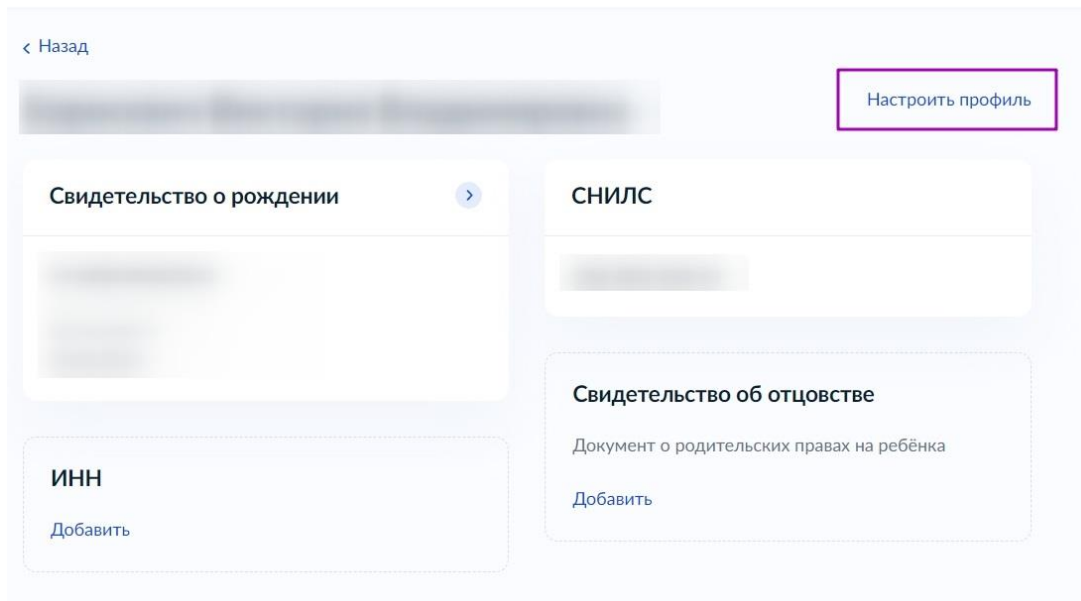 Назад
Настроить профиль
Свидетельство о рождении
СНИЛС
Свидетельство об отцовстве
Документ о родительских правах на ребёнка
Добавить
ИНН
Добавить